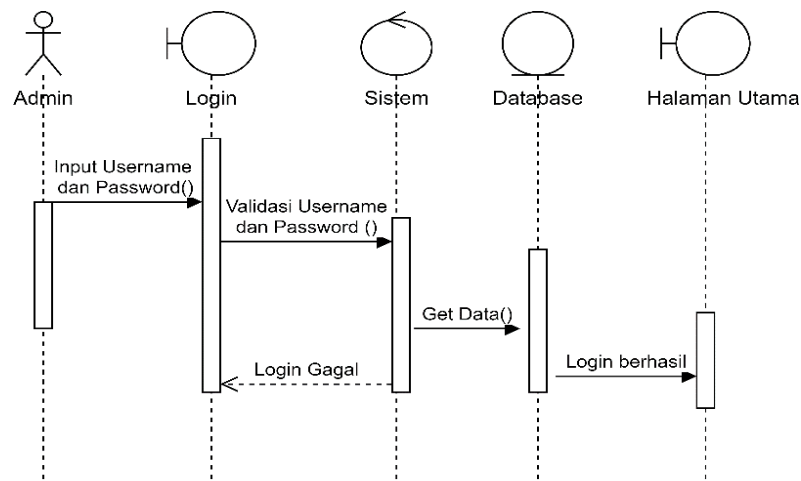 Admin
Login
Sistem
Database
Halaman Utama
Input Username
dan Password()
Validasi Username
dan Password ()
Get Data()
Login berhasil
Login Gagal